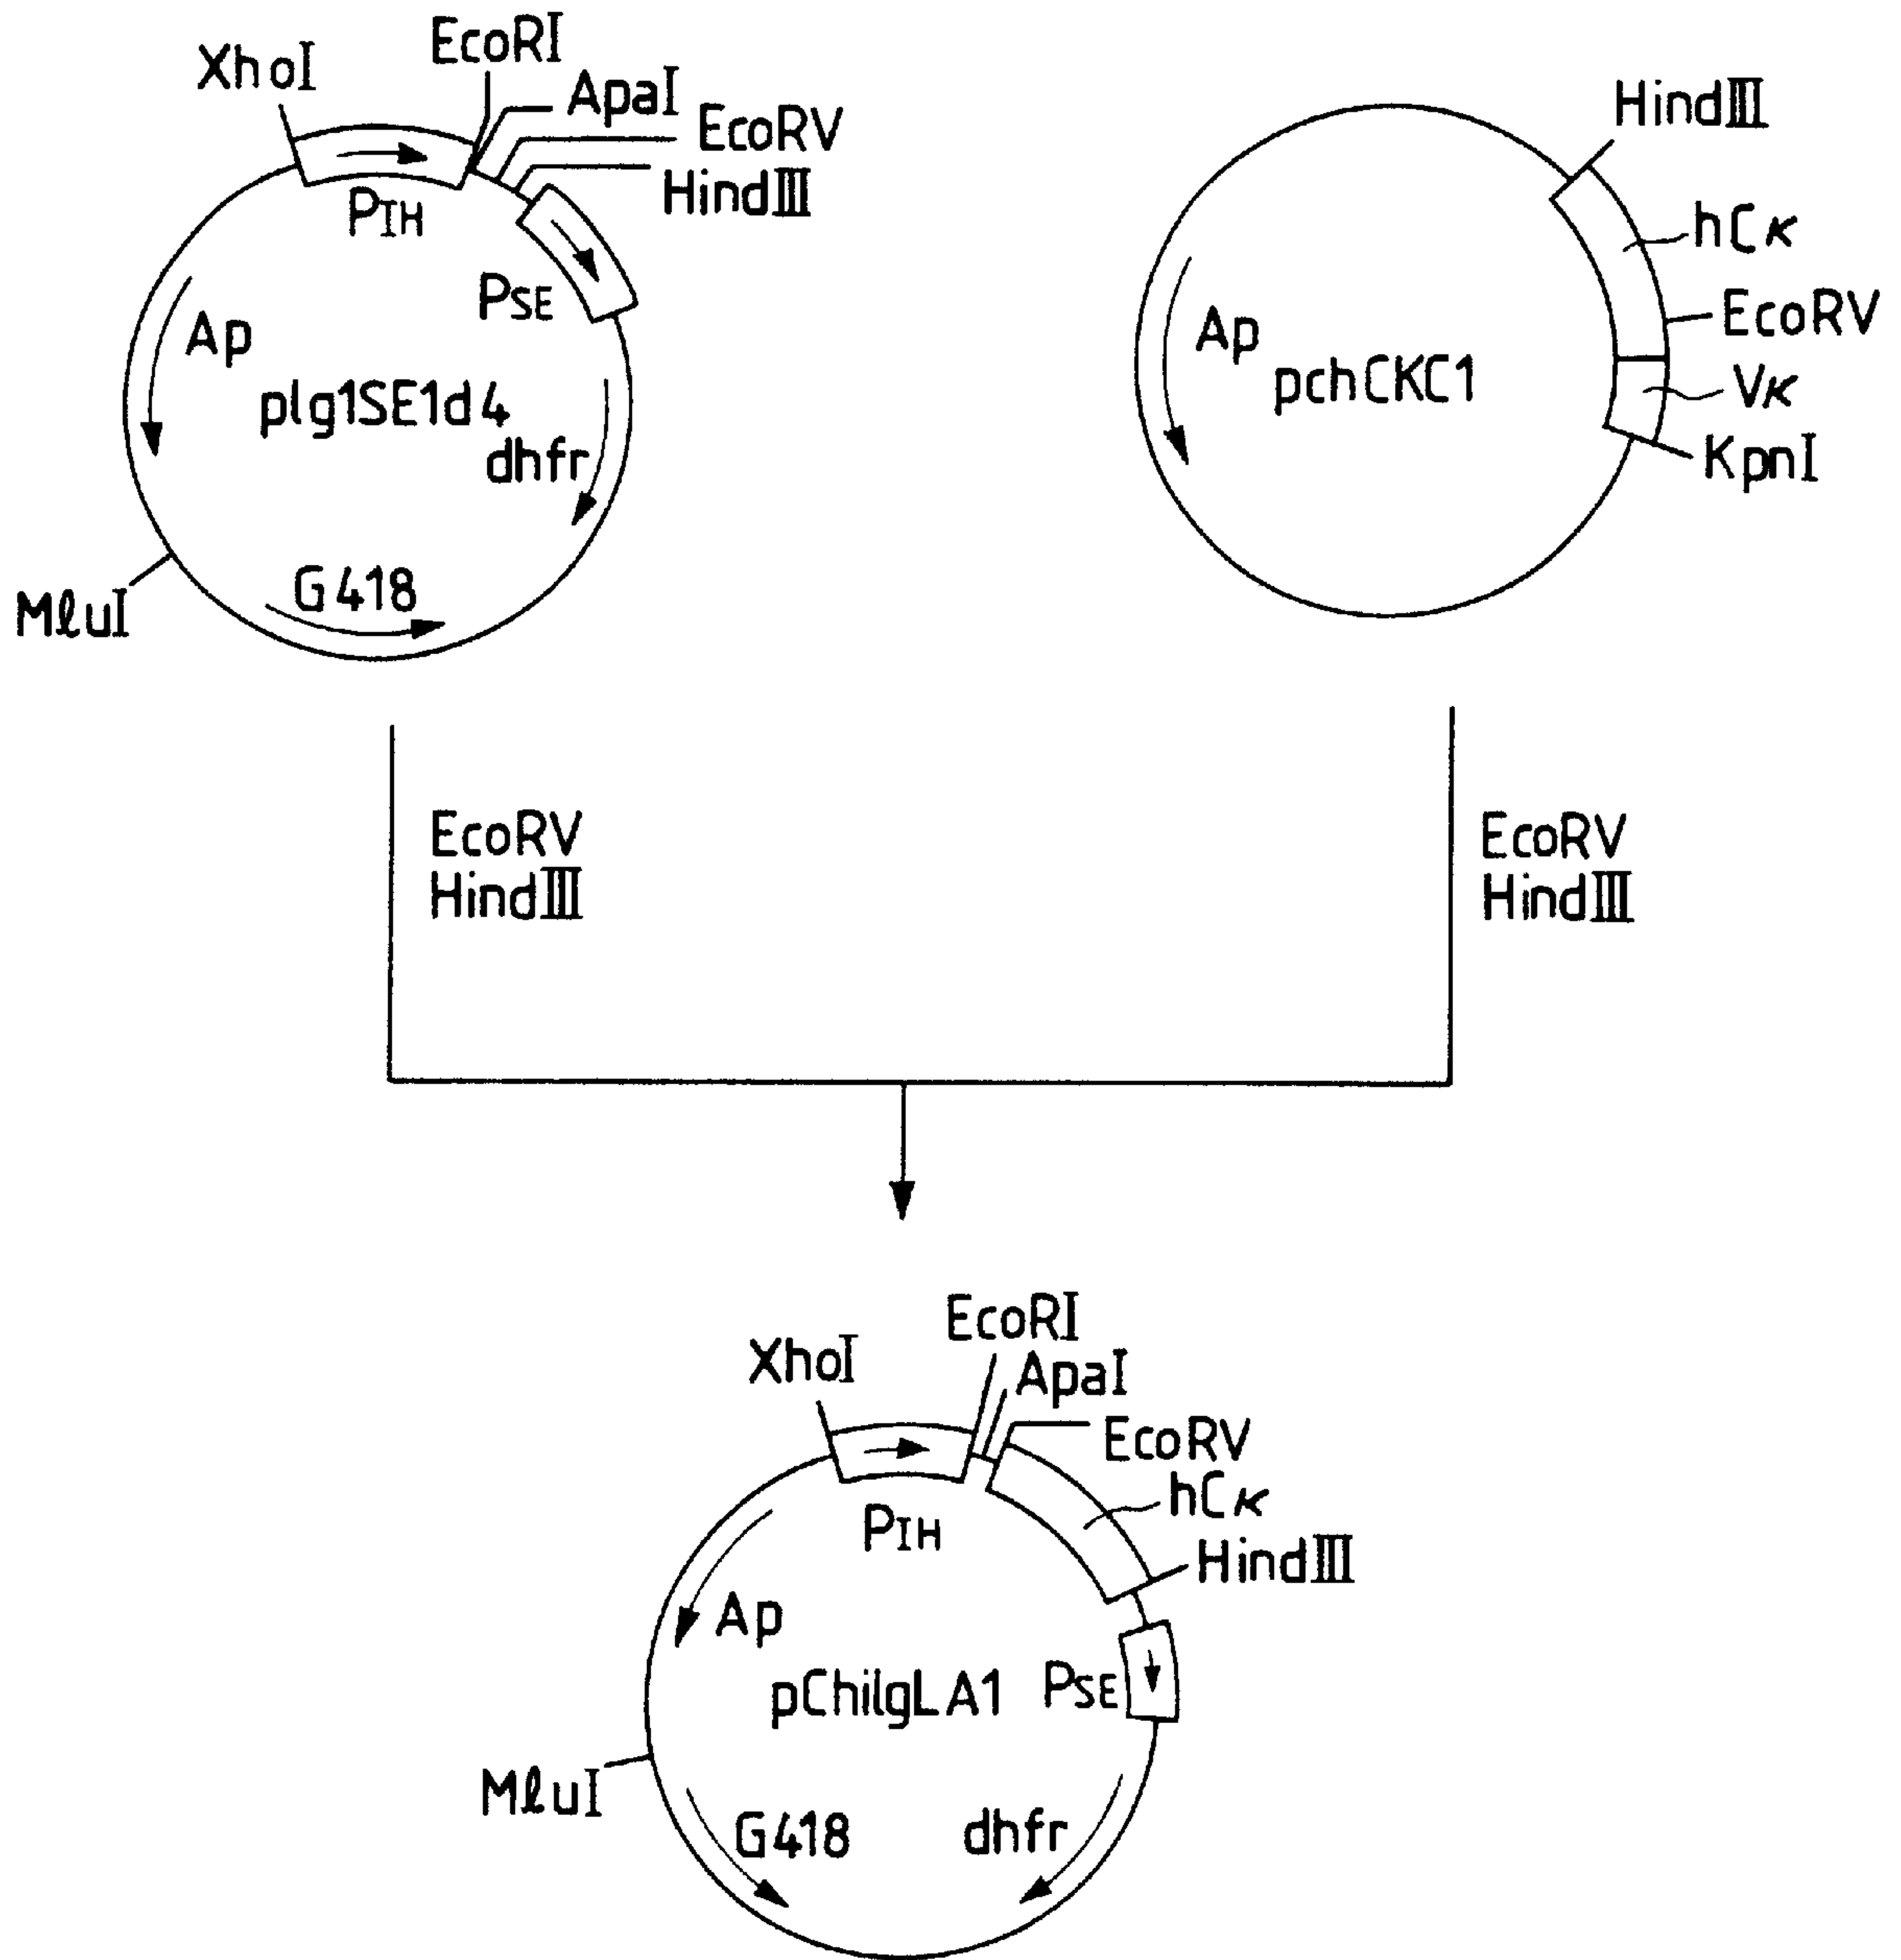 XhoI
EcoRI
ApaI
EcoRV
HindIII
PIH
PSE
Ap
pIg1SE1d4
dhfr
G418
MluI
HindIII
hCκ
EcoRV
Vκ
KpnI
Ap
pchCKC1
EcoRV
HindIII
EcoRV
HindIII
XhoI
EcoRI
ApaI
EcoRV
hCκ
HindIII
PIH
Ap
pChiIgLA1
PSE
MluI
G418
dhfr